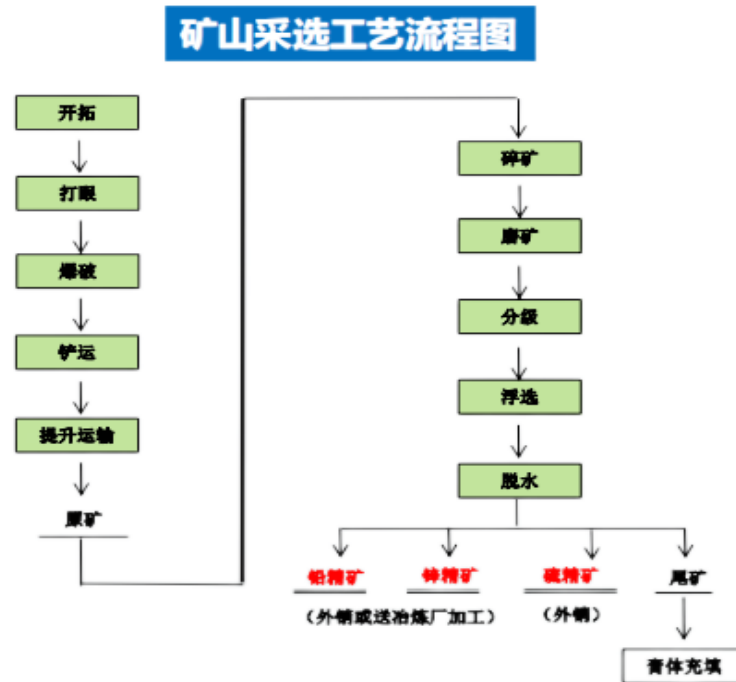 矿山采选工艺流程图
开拓
打眼
爆破
铲运
提升运输
原矿
碎矿
磨矿
分级
浮选
脱水
铅精矿 锌精矿 硫精矿 尾矿
（外销或送冶炼厂加工） （外销）
膏体充填